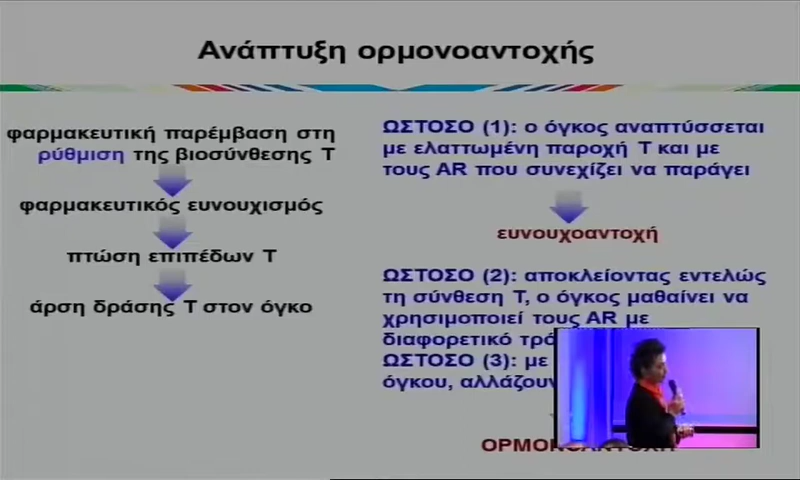 Ανάπτυξη ορμονοαντοχής
φαρμακευτική παρέμβαση στη
ρύθμιση της βιοσύνθεσης Τ
φαρμακευτικός ευνουχισμός
πτώση επιπέδων Τ
άρση δράσης Τ στον όγκο
ΩΣΤΟΣΟ (1): ο όγκος αναπτύσσεται
με ελαττωμένη παροχή Τ και με
τους AR που συνεχίζει να παράγει
ευνουχοαντοχή
ΩΣΤΟΣΟ (2): αποκλείοντας εντελώς
τη σύνθεση Τ, ο όγκος μαθαίνει να
χρησιμοποιεί τους AR με
διαφορετικό
ΩΣΤΟΣΟ (3): με
όγκου,
ΟΡΜΟΝΟΑΝΤΟΧΗ